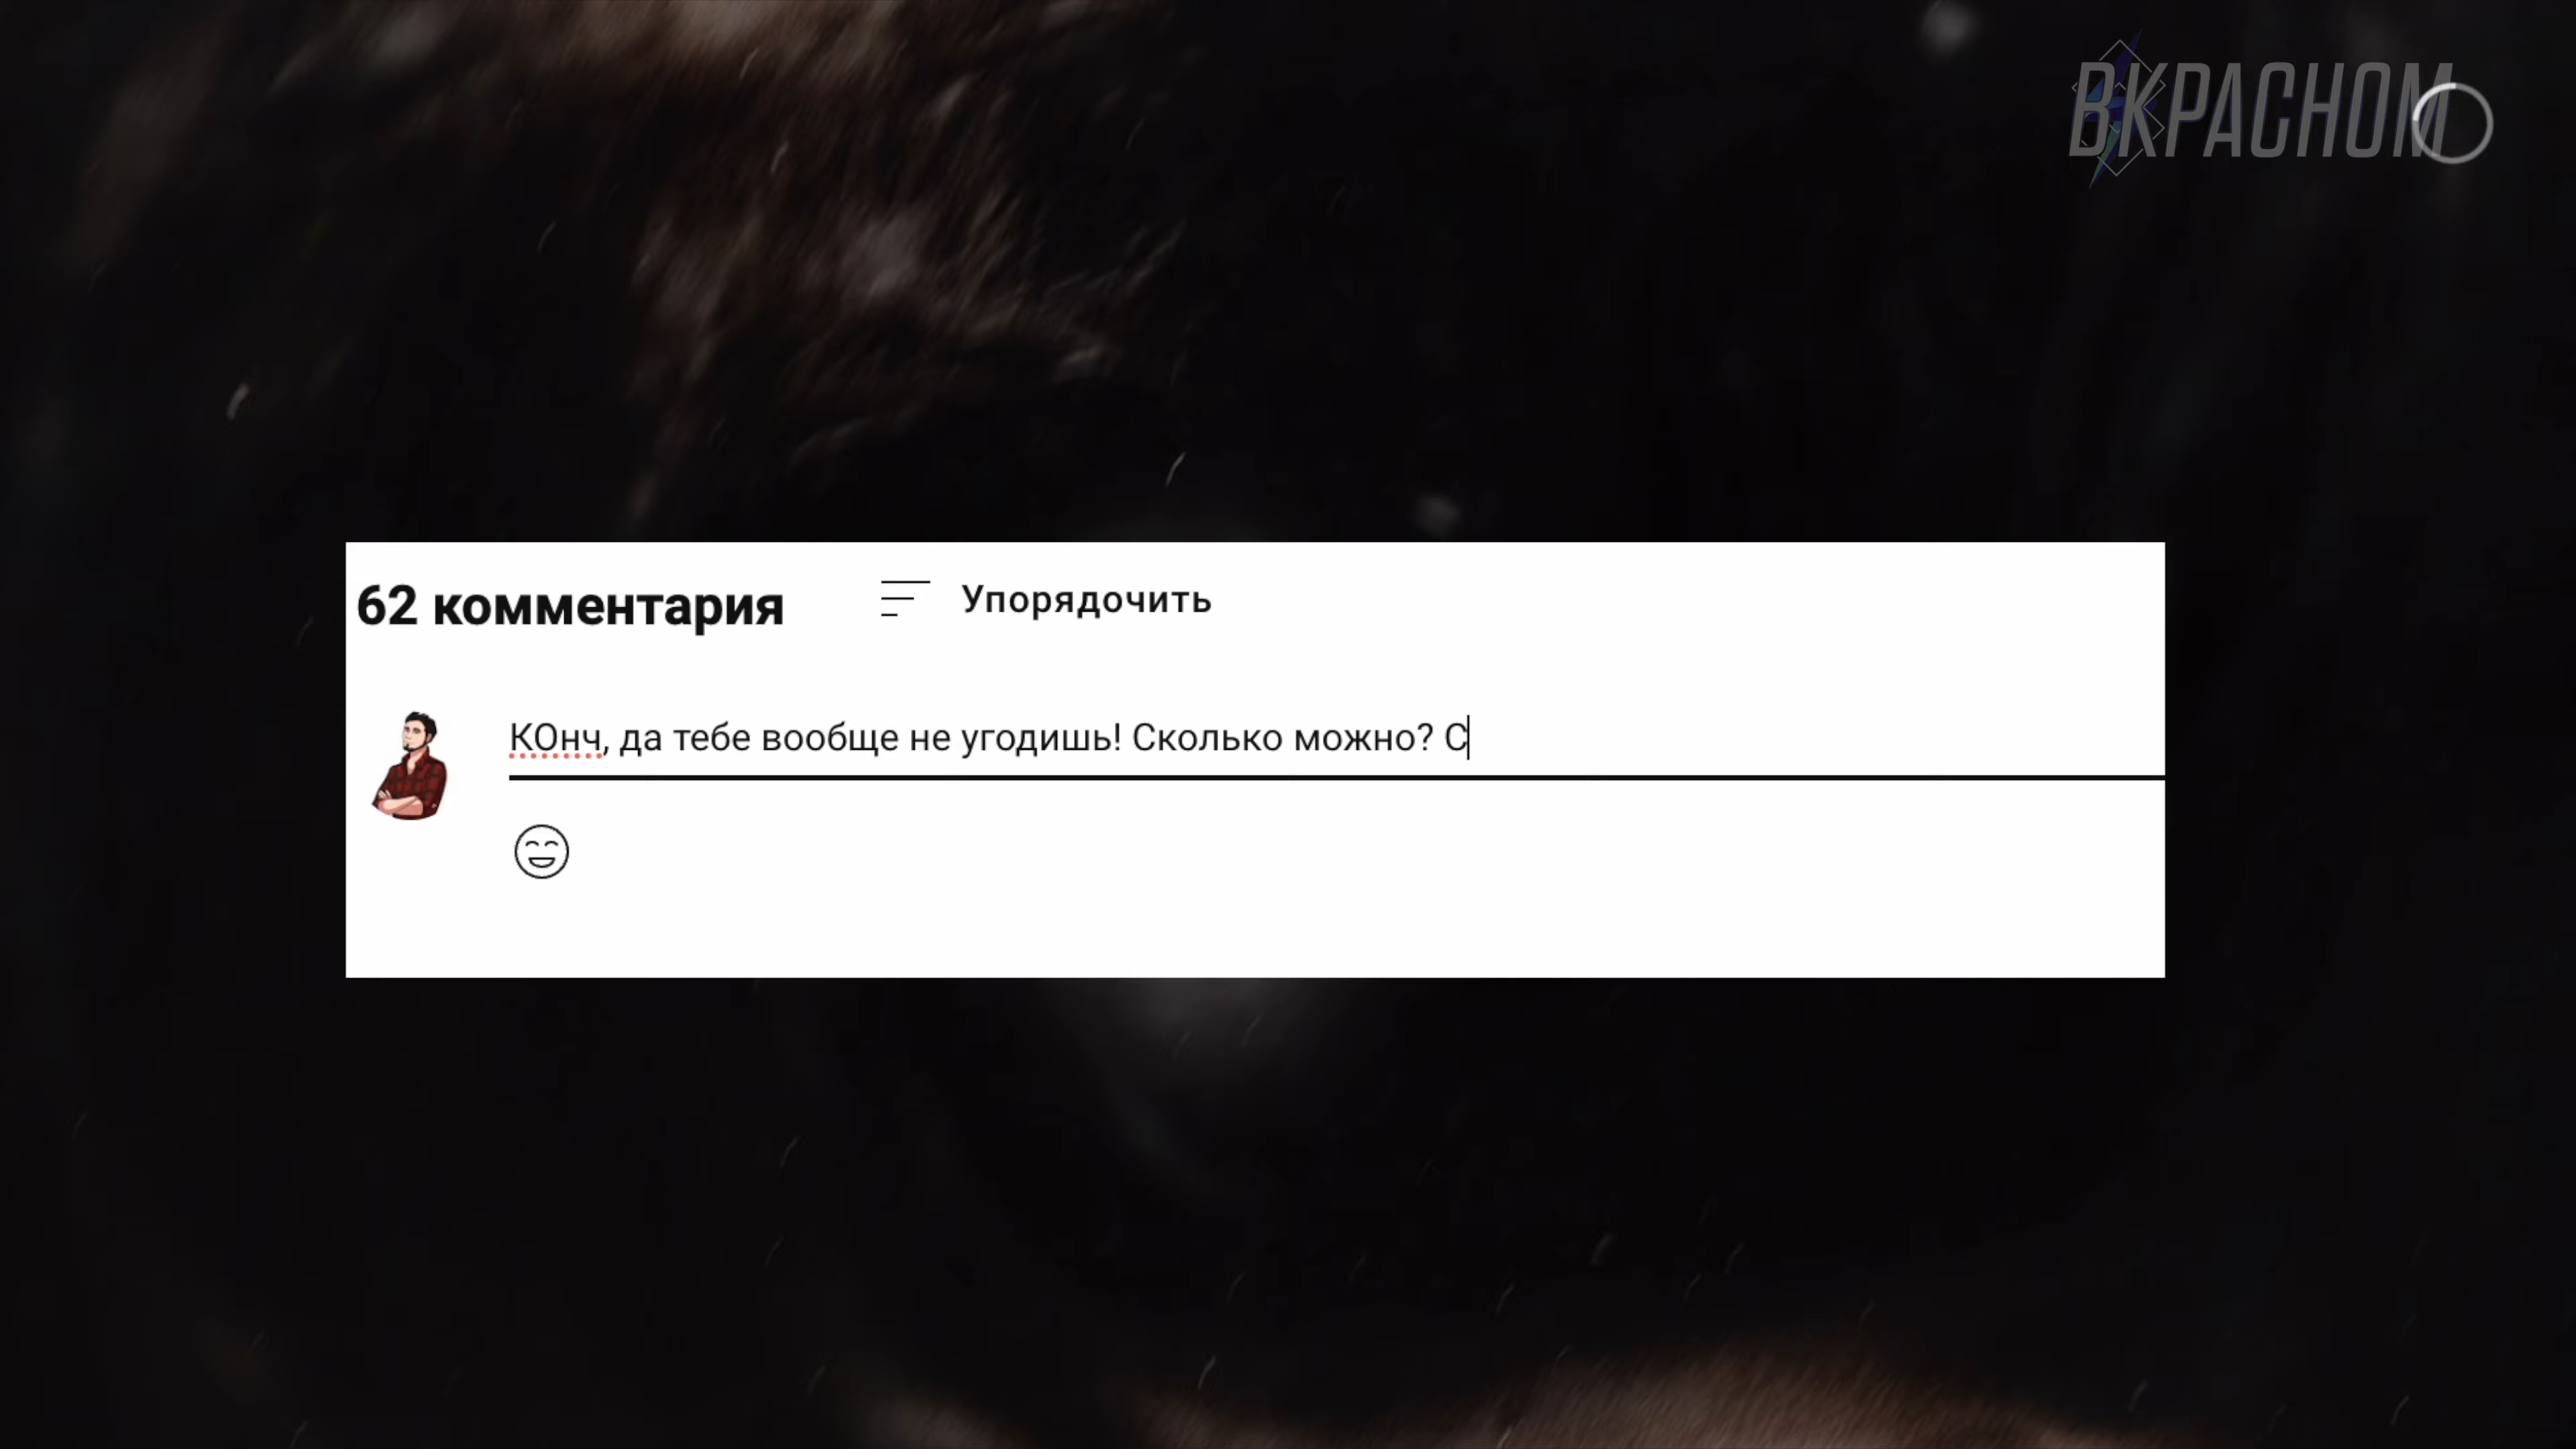 ВКРАСНОМ
62 комментария
Упорядочить
КОнч, да тебе вообще не угодишь! Сколько можно? С